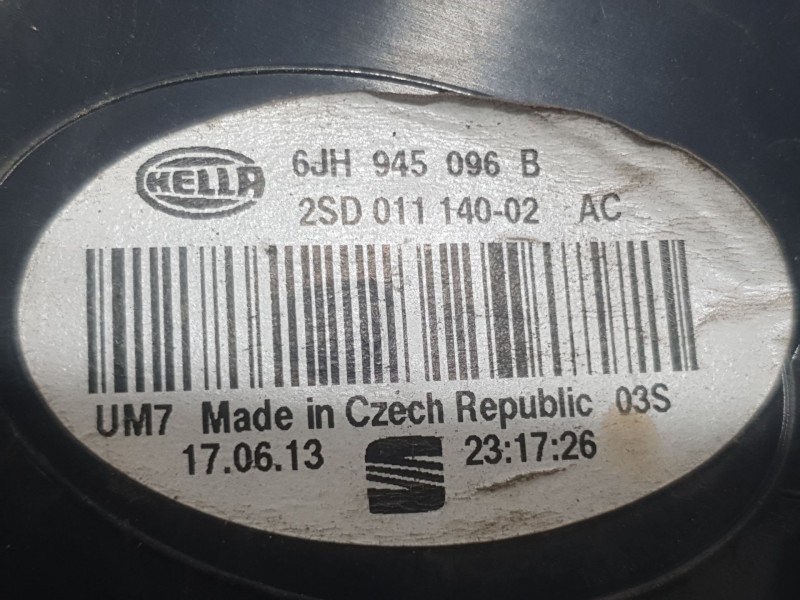 HELLA
6JH 945 096 B
2SD 011 140-02 AC
UM7 Made in Czech Republic 03S
17.06.13 23:17:26